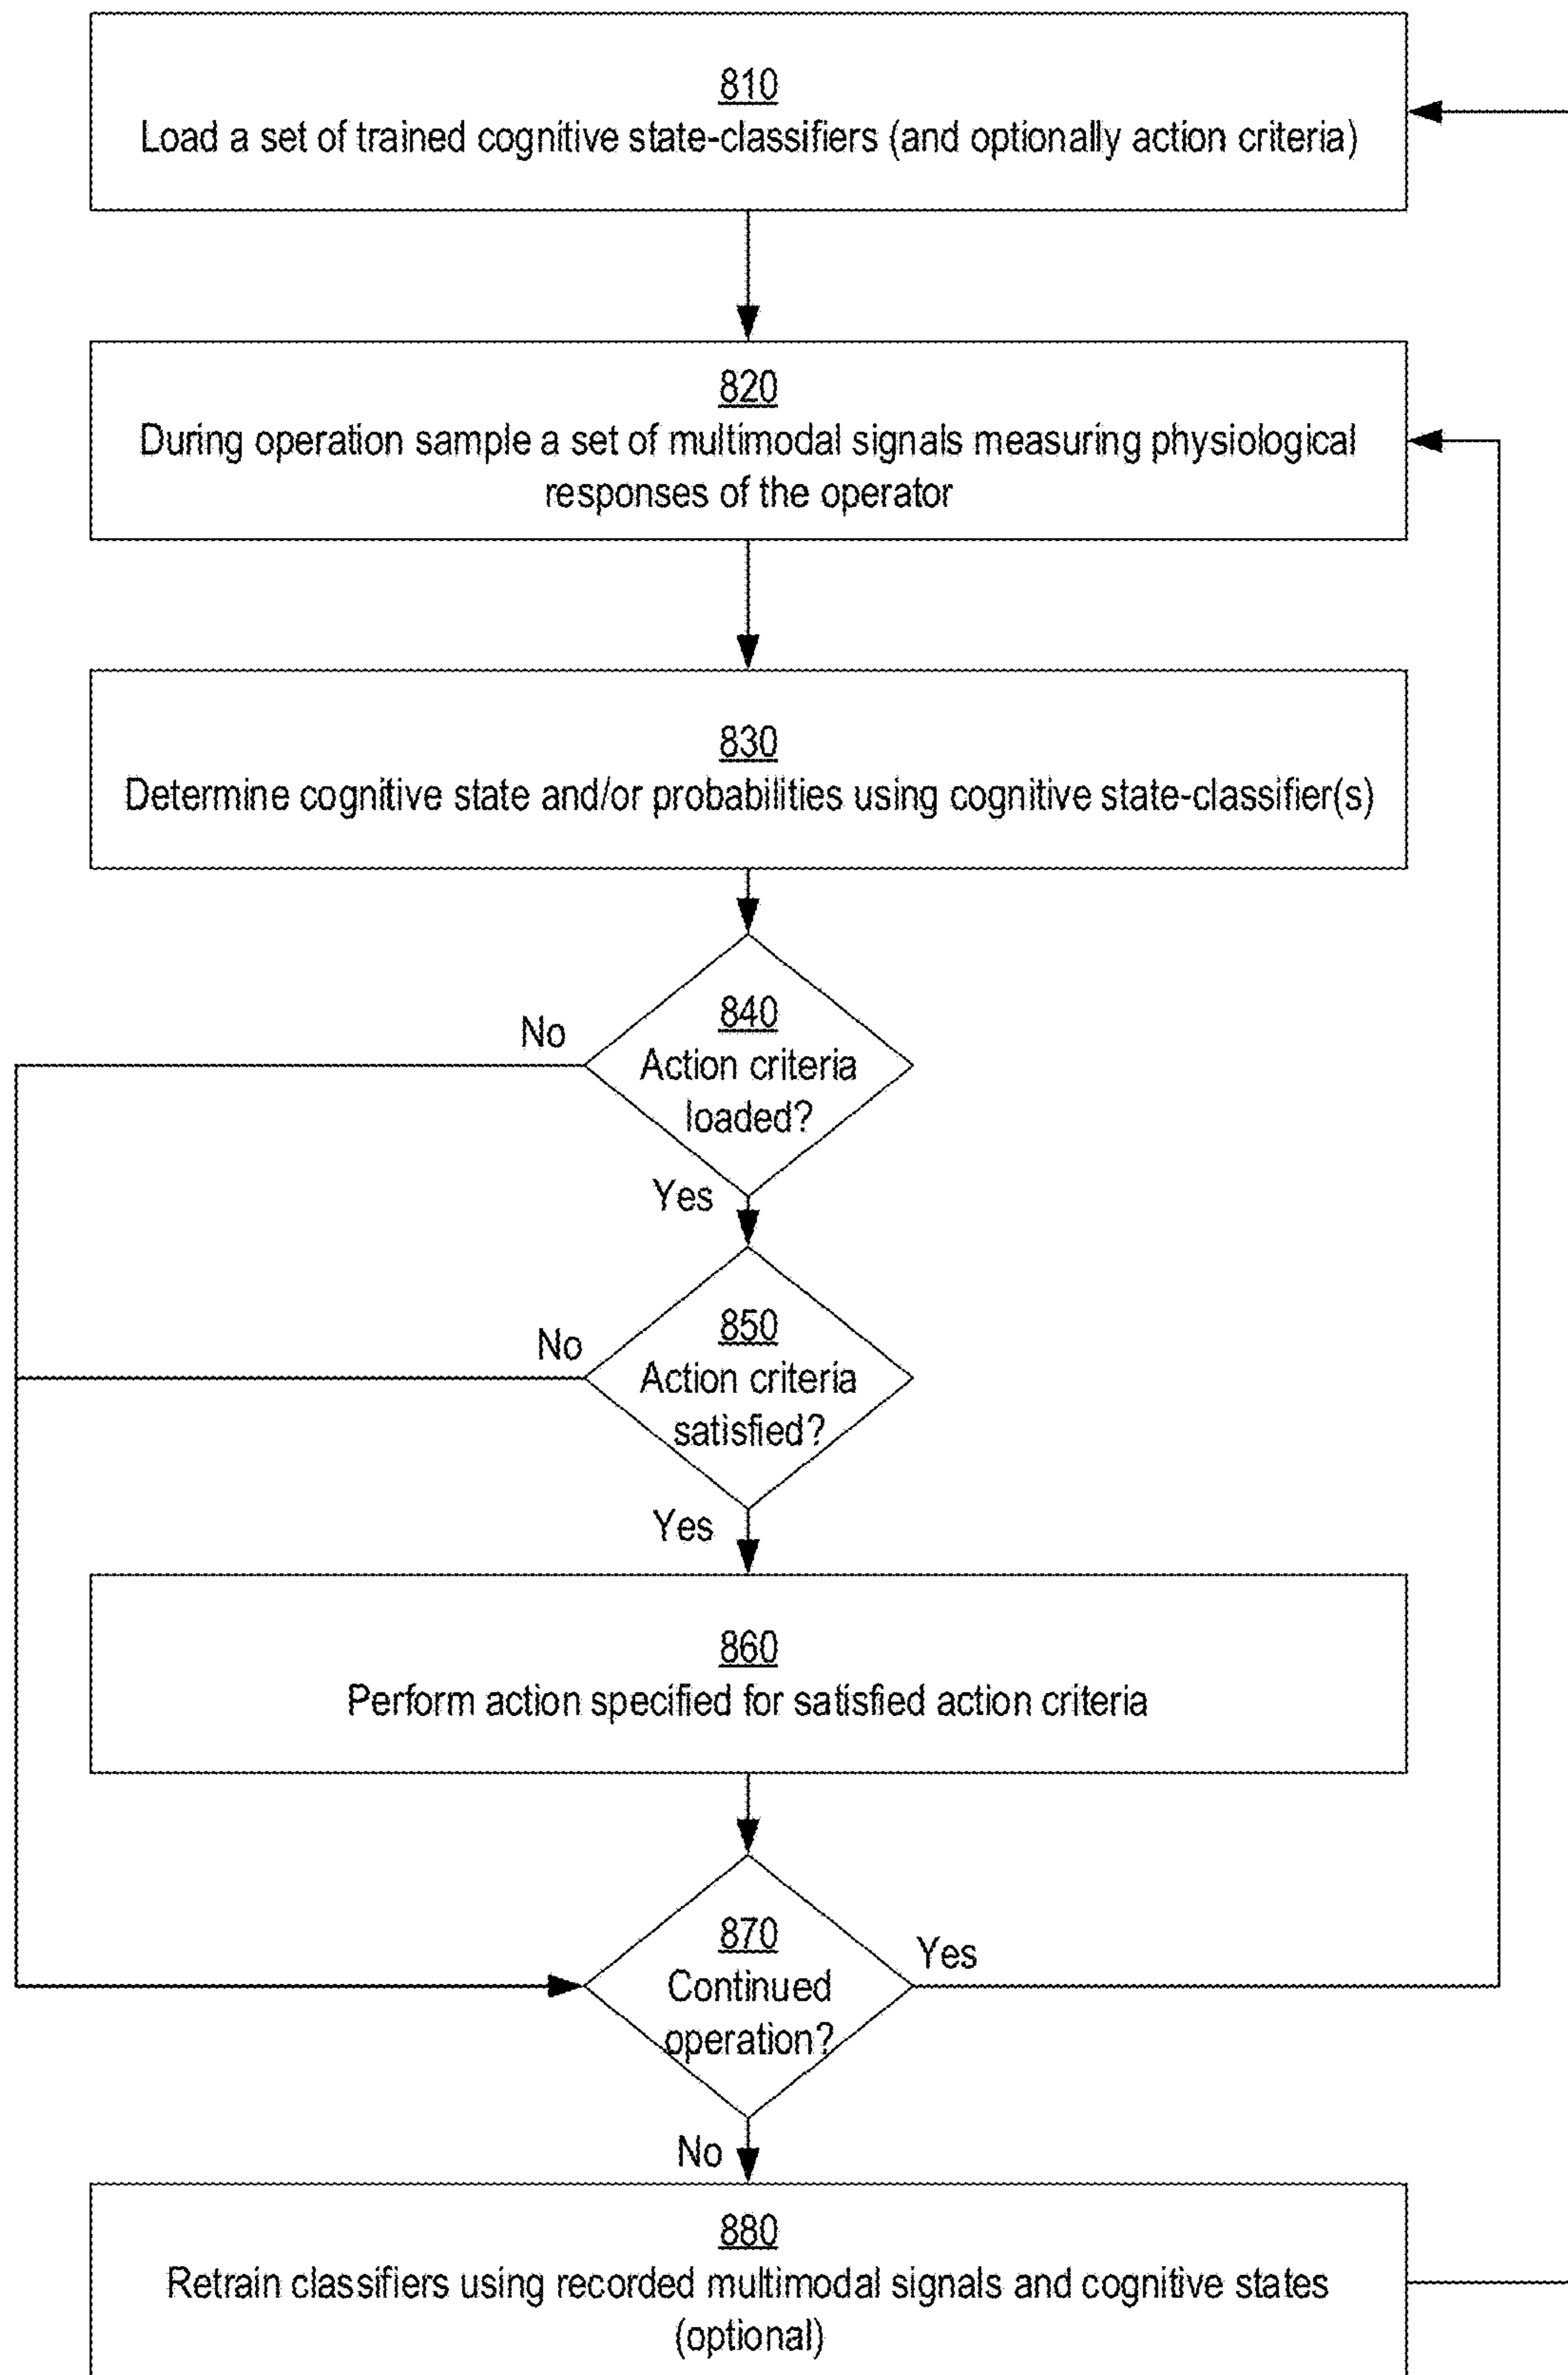 810
Load a set of trained cognitive state-classifiers (and optionally action criteria)
820
During operation sample a set of multimodal signals measuring physiological
responses of the operator
830
Determine cognitive state and/or probabilities using cognitive state-classifier(s)
840
No
Action criteria
loaded?
Yes
850
No
Action criteria
satisfied?
Yes
860
Perform action specified for satisfied action criteria
870
Yes
Continued
operation?
No
880
Retrain classifiers using recorded multimodal signals and cognitive states
(optional)